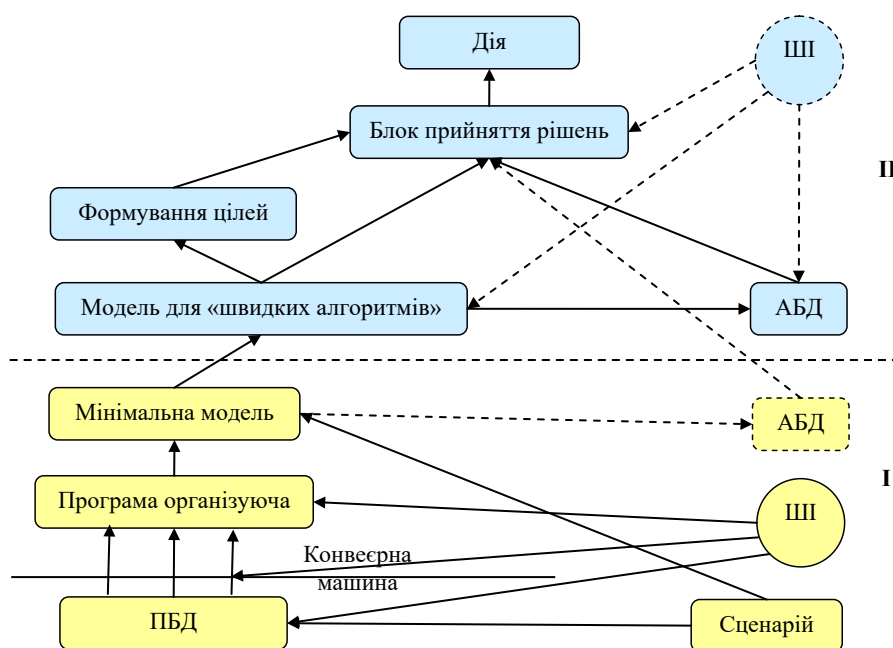 Дія
ШІ
Блок прийняття рішень
ІІ
Формування цілей
Модель для «швидких алгоритмів»
АБД
Мінімальна модель
АБД
І
Програма організуюча
ШІ
Конвеєрна
машина
ПБД
Сценарій